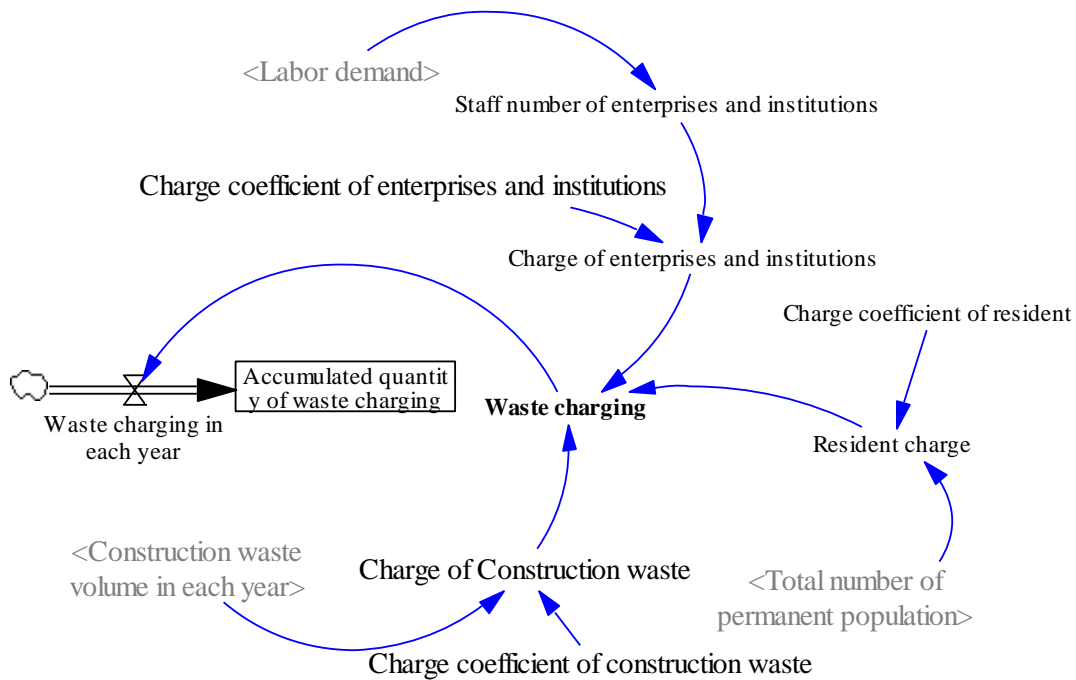 <Labor demand>
Staff number of enterprises and institutions
Charge coefficient of enterprises and institutions
Charge of enterprises and institutions
Charge coefficient of resident
Accumulated quantit
y of waste charging
Waste charging
Waste charging in
each year
Resident charge
<Construction waste
volume in each year>
Charge of Construction waste
<Total number of
permanent population>
Charge coefficient of construction waste